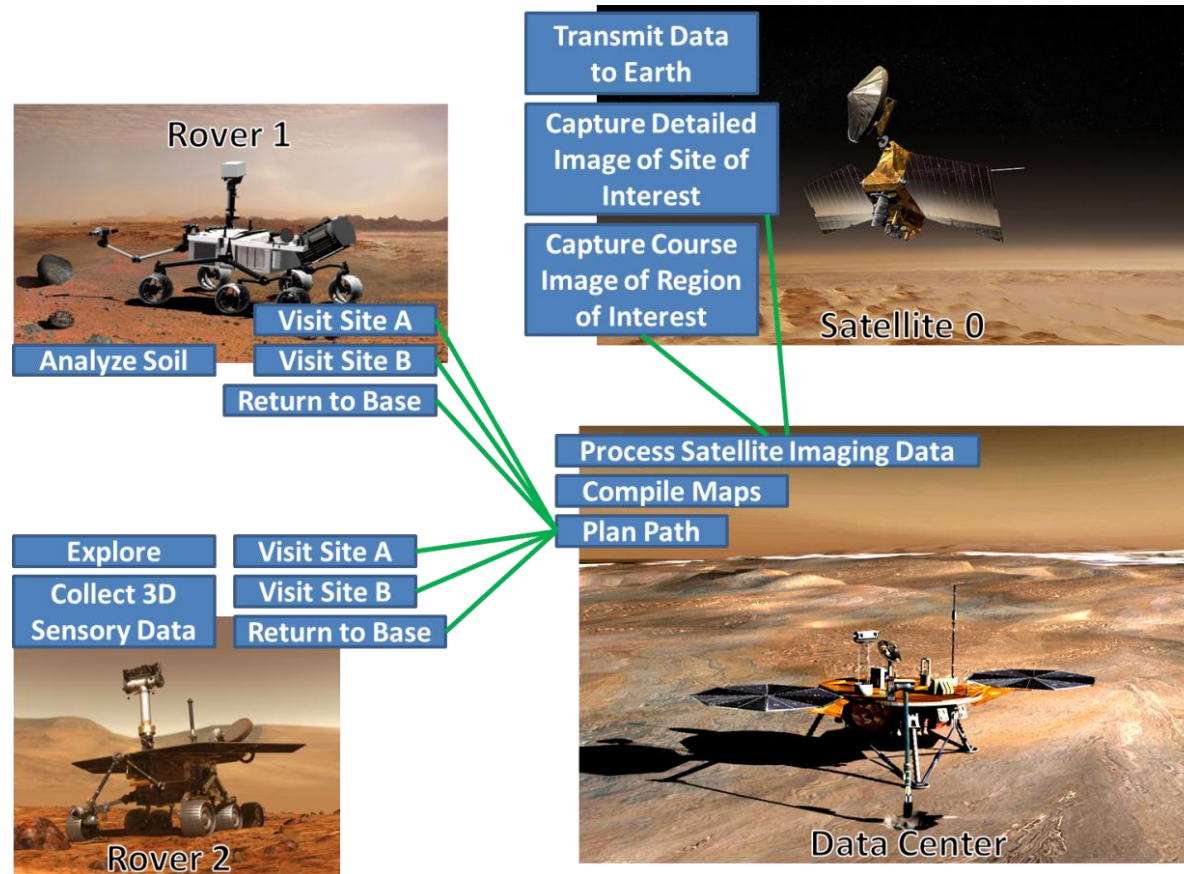 Transmit Data
to Earth
Capture Detailed
Image of Site of
Interest
Capture Course
Image of Region
of Interest
Satellite 0
Rover 1
Visit Site A
Analyze Soil
Visit Site B
Return to Base
Process Satellite Imaging Data
Compile Maps
Plan Path
Data Center
Explore
Collect 3D
Sensory Data
Visit Site A
Visit Site B
Return to Base
Rover 2